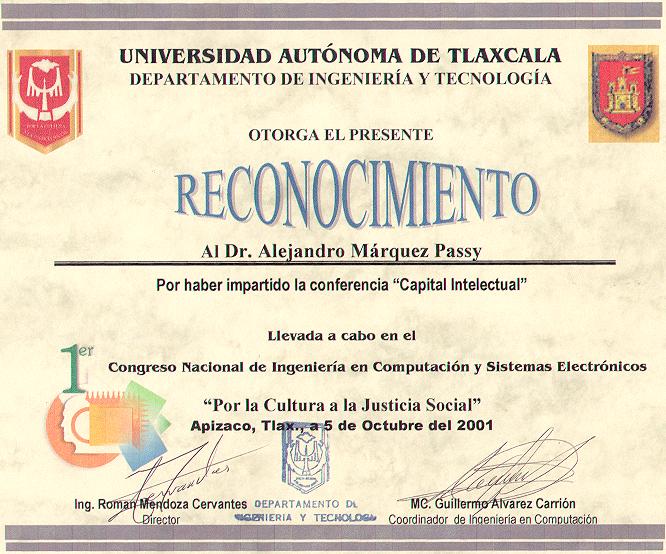 UNIVERSIDAD AUTÓNOMA DE TLAXCALA
DEPARTAMENTO DE INGENIERÍA Y TECNOLOGÍA
OTORGA EL PRESENTE
RECONOCIMIENTO
Al Dr. Alejandro Márquez Passy
Por haber impartido la conferencia “Capital Intelectual”
Llevada a cabo en el
1er
Congreso Nacional de Ingeniería en Computación y Sistemas Electrónicos
“Por la Cultura a la Justicia Social”
Apizaco, Tlax., a 5 de Octubre del 2001
Ing. Roman Mendoza Cervantes
Director
DEPARTAMENTO DE
INGENIERIA Y TECNOLOG
MC. Guillermo Alvarez Carrión
Coordinador de Ingeniería en Computación